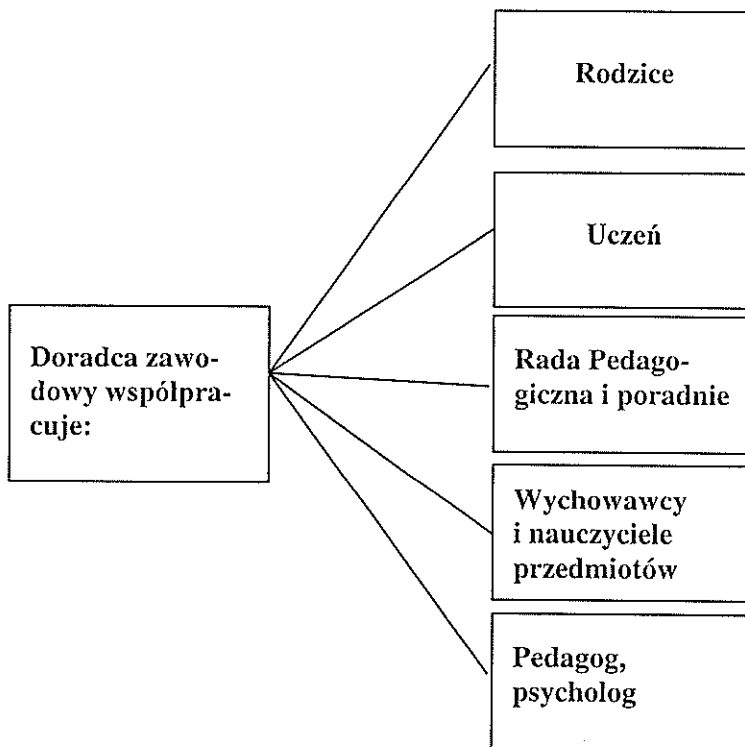 Rodzice
Uczeń
Doradca zawo-
dowy współpra-
cuje:
Rada Pedago-
giczna i poradnie
Wychowawcy
i nauczyciele
przedmiotów
Pedagog,
psycholog